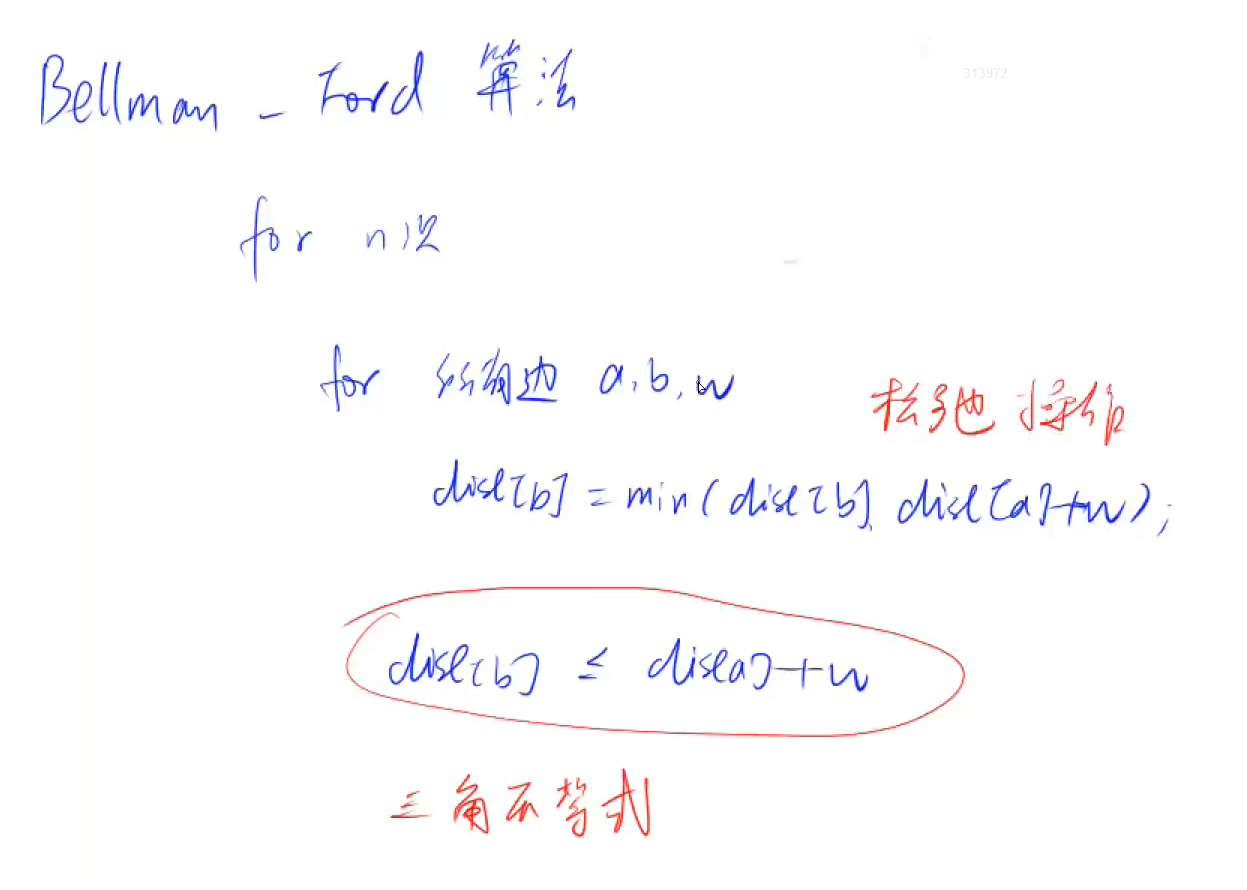 313972
Bellman - Ford 算法
for n次
for 所有边 a,b,w
松弛操作
dist[b] = min(dist[b], dist[a]+w);
dist[b] ≤ dist[a]+w
三角不等式